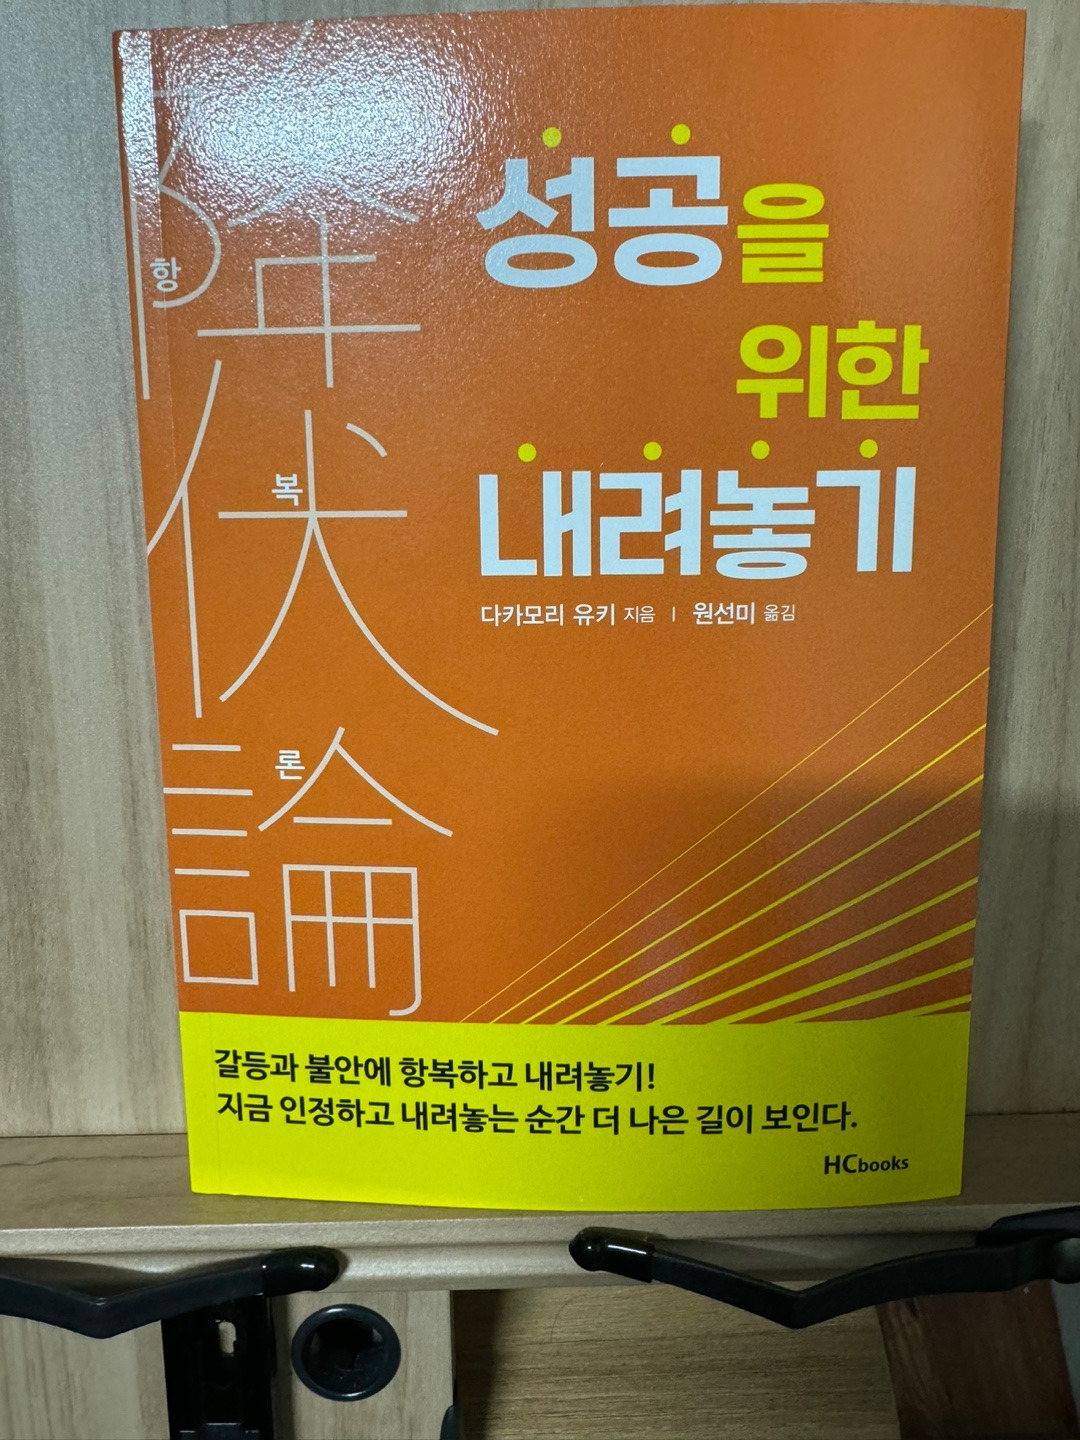 성공을
위한
내려놓기
다카모리 유키 지음 | 원선미 옮김
降 항
伏 복
論 론
갈등과 불안에 항복하고 내려놓기!
지금 인정하고 내려놓는 순간 더 나은 길이 보인다.
HCbooks